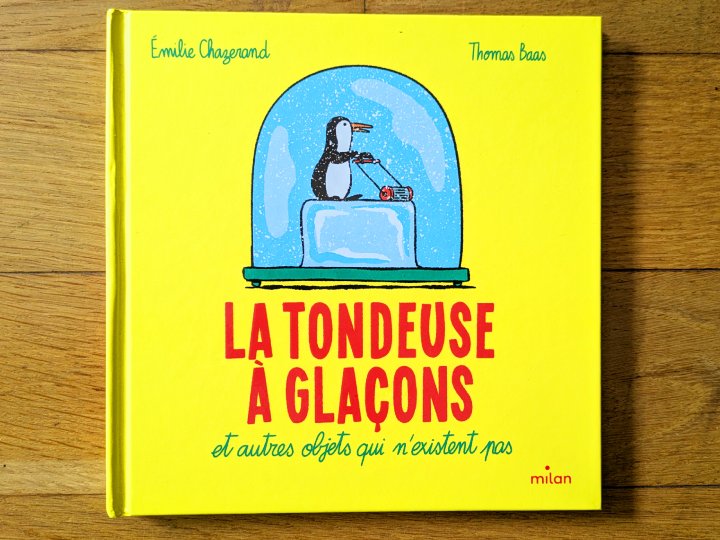 Émilie Chazerand
Thomas Baas
LA TONDEUSE
À GLAÇONS
et autres objets qui n'existent pas
milan